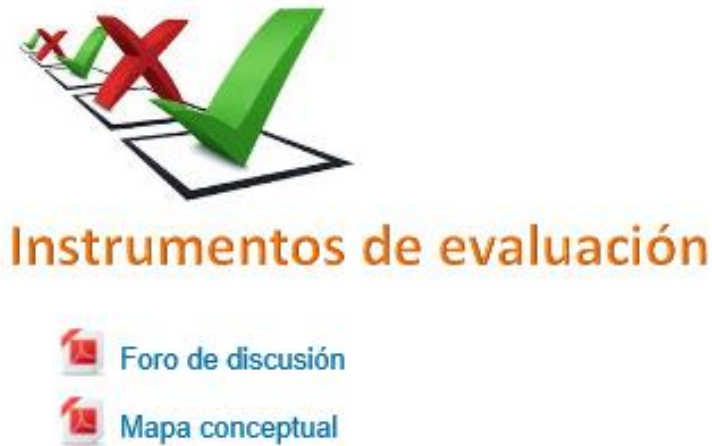 Instrumentos de evaluación
Foro de discusión
Mapa conceptual